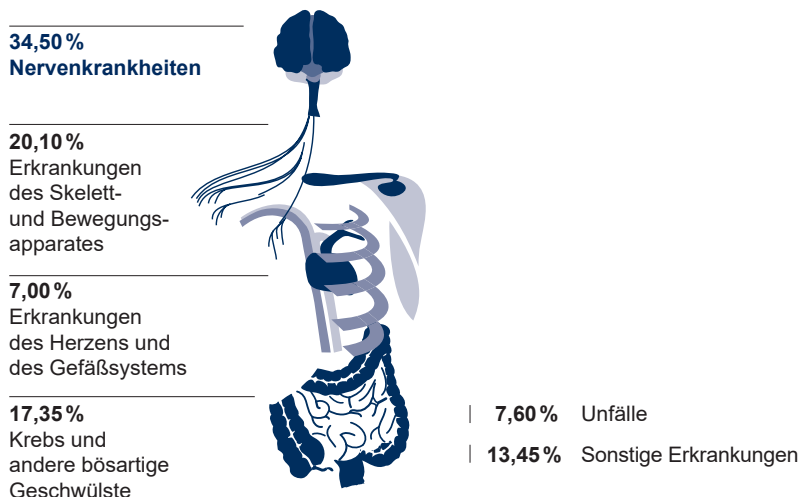 34,50 %
Nervenkrankheiten
20,10 %
Erkrankungen
des Skelett-
und Bewegungs-
apparates
7,00 %
Erkrankungen
des Herzens und
des Gefäßsystems
17,35 %
Krebs und
andere bösartige
Geschwülste
7,60 % Unfälle
13,45 % Sonstige Erkrankungen